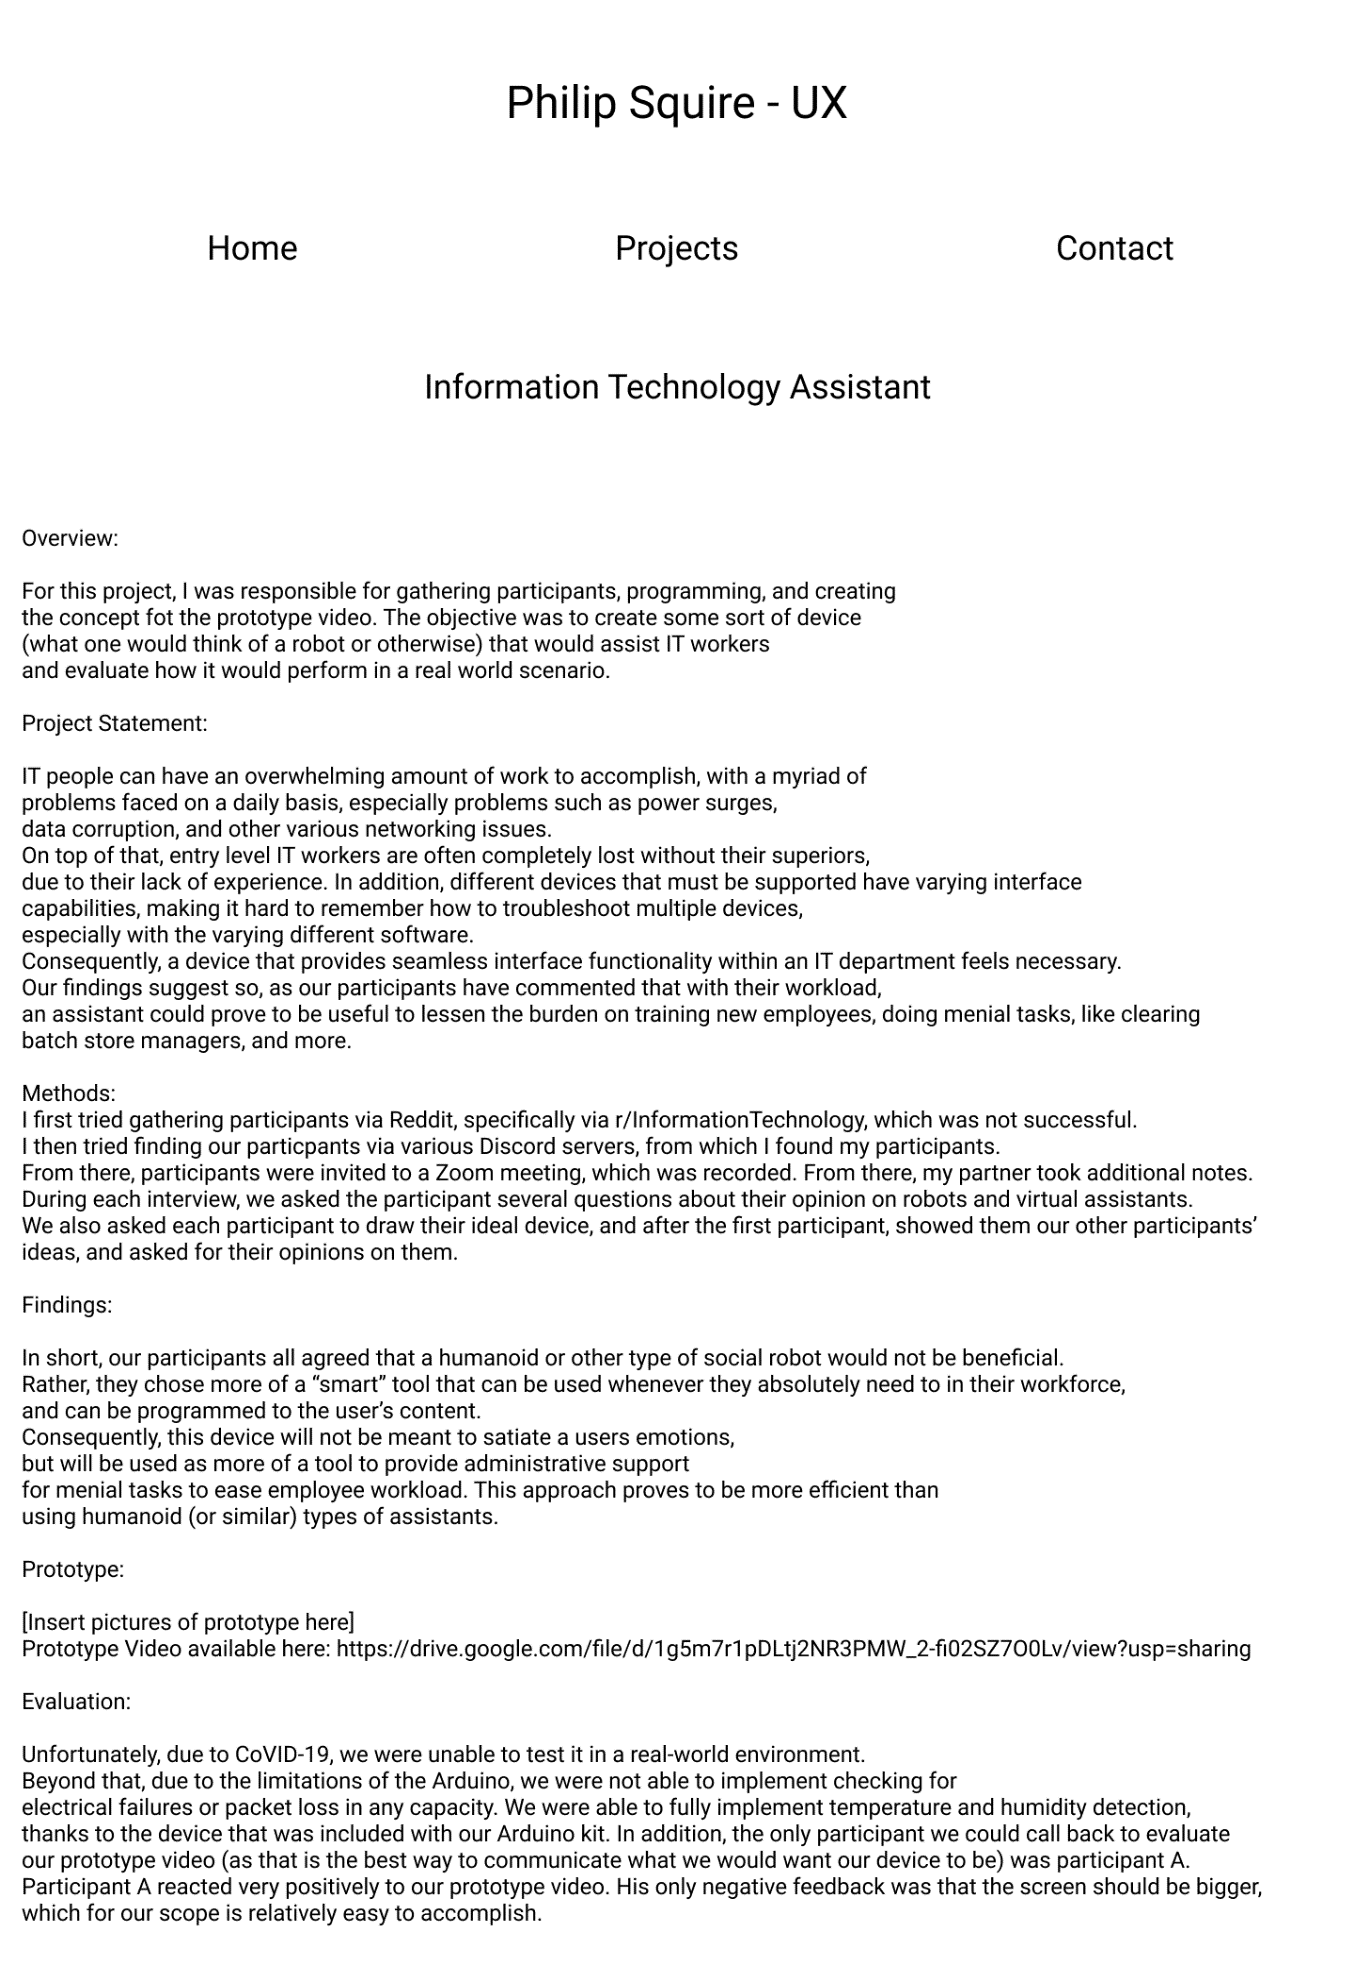 Philip Squire - UX
Home Projects Contact
Information Technology Assistant
Overview:
For this project, I was responsible for gathering participants, programming, and creating
the concept fot the prototype video. The objective was to create some sort of device
(what one would think of a robot or otherwise) that would assist IT workers
and evaluate how it would perform in a real world scenario.
Project Statement:
IT people can have an overwhelming amount of work to accomplish, with a myriad of
problems faced on a daily basis, especially problems such as power surges,
data corruption, and other various networking issues.
On top of that, entry level IT workers are often completely lost without their superiors,
due to their lack of experience. In addition, different devices that must be supported have varying interface
capabilities, making it hard to remember how to troubleshoot multiple devices,
especially with the varying different software.
Consequently, a device that provides seamless interface functionality within an IT department feels necessary.
Our findings suggest so, as our participants have commented that with their workload,
an assistant could prove to be useful to lessen the burden on training new employees, doing menial tasks, like clearing
batch store managers, and more.
Methods:
I first tried gathering participants via Reddit, specifically via r/InformationTechnology, which was not successful.
I then tried finding our particpants via various Discord servers, from which I found my participants.
From there, participants were invited to a Zoom meeting, which was recorded. From there, my partner took additional notes.
During each interview, we asked the participant several questions about their opinion on robots and virtual assistants.
We also asked each participant to draw their ideal device, and after the first participant, showed them our other participants’
ideas, and asked for their opinions on them.
Findings:
In short, our participants all agreed that a humanoid or other type of social robot would not be beneficial.
Rather, they chose more of a “smart” tool that can be used whenever they absolutely need to in their workforce,
and can be programmed to the user’s content.
Consequently, this device will not be meant to satiate a users emotions,
but will be used as more of a tool to provide administrative support
for menial tasks to ease employee workload. This approach proves to be more efficient than
using humanoid (or similar) types of assistants.
Prototype:
[Insert pictures of prototype here]
Prototype Video available here: https://drive.google.com/file/d/1g5m7r1pDLtj2NR3PMW_2-fi02SZ7O0Lv/view?usp=sharing
Evaluation:
Unfortunately, due to CoVID-19, we were unable to test it in a real-world environment.
Beyond that, due to the limitations of the Arduino, we were not able to implement checking for
electrical failures or packet loss in any capacity. We were able to fully implement temperature and humidity detection,
thanks to the device that was included with our Arduino kit. In addition, the only participant we could call back to evaluate
our prototype video (as that is the best way to communicate what we would want our device to be) was participant A.
Participant A reacted very positively to our prototype video. His only negative feedback was that the screen should be bigger,
which for our scope is relatively easy to accomplish.